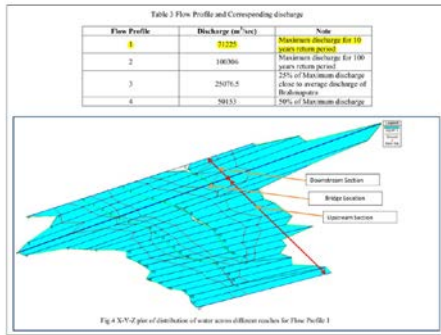 Table 3 Flow Profile and Corresponding discharge
Flow Profile Discharge (m³/sec) Note
1 71225 Maximum discharge for 10 years return period
2 100306 Maximum discharge for 100 years return period
3 25076.5 25% of Maximum discharge close to average discharge of Brahmaputra
4 50153 50% of Maximum discharge
Downstream Section
Bridge Location
Upstream Section
Fig 4 X-Y-Z plot of distribution of water across different reaches for Flow Profile 1